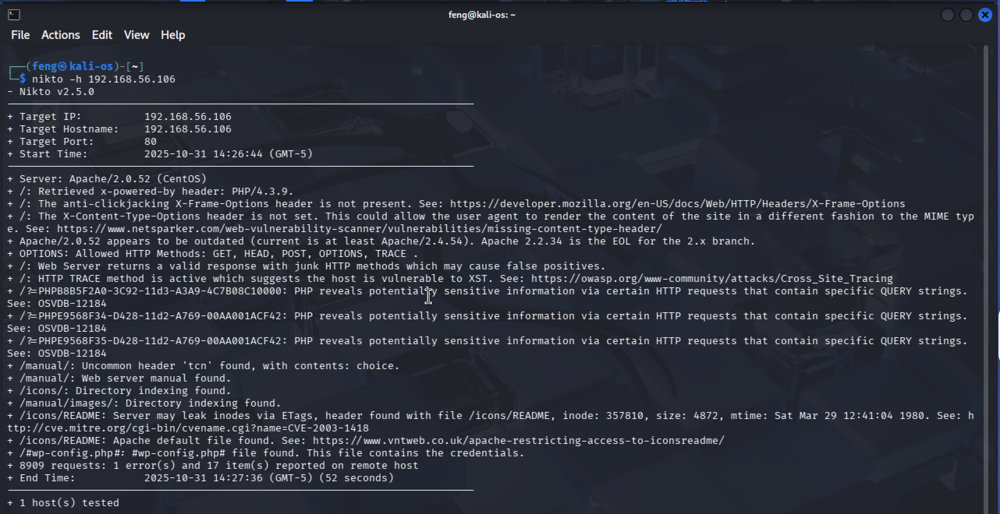 feng@kali-os: ~
File Actions Edit View Help
┌──(feng㉿kali-os)-[~]
└─$ nikto -h 192.168.56.106
- Nikto v2.5.0
+ Target IP:          192.168.56.106
+ Target Hostname:    192.168.56.106
+ Target Port:        80
+ Start Time:         2025-10-31 14:26:44 (GMT-5)
+ Server: Apache/2.0.52 (CentOS)
+ /: Retrieved x-powered-by header: PHP/4.3.9.
+ /: The anti-clickjacking X-Frame-Options header is not present. See: https://developer.mozilla.org/en-US/docs/Web/HTTP/Headers/X-Frame-Options
+ /: The X-Content-Type-Options header is not set. This could allow the user agent to render the content of the site in a different fashion to the MIME typ
e. See: https://www.netsparker.com/web-vulnerability-scanner/vulnerabilities/missing-content-type-header/
+ Apache/2.0.52 appears to be outdated (current is at least Apache/2.4.54). Apache 2.2.34 is the EOL for the 2.x branch.
+ OPTIONS: Allowed HTTP Methods: GET, HEAD, POST, OPTIONS, TRACE .
+ /: Web Server returns a valid response with junk HTTP methods which may cause false positives.
+ /: HTTP TRACE method is active which suggests the host is vulnerable to XST. See: https://owasp.org/www-community/attacks/Cross_Site_Tracing
+ /?=PHPB8B5F2A0-3C92-11d3-A3A9-4C7B08C10000: PHP reveals potentially sensitive information via certain HTTP requests that contain specific QUERY strings.
See: OSVDB-12184
+ /?=PHPE9568F34-D428-11d2-A769-00AA001ACF42: PHP reveals potentially sensitive information via certain HTTP requests that contain specific QUERY strings.
See: OSVDB-12184
+ /?=PHPE9568F35-D428-11d2-A769-00AA001ACF42: PHP reveals potentially sensitive information via certain HTTP requests that contain specific QUERY strings.
See: OSVDB-12184
+ /manual/: Uncommon header 'tcn' found, with contents: choice.
+ /manual/: Web server manual found.
+ /icons/: Directory indexing found.
+ /manual/images/: Directory indexing found.
+ /icons/README: Server may leak inodes via ETags, header found with file /icons/README, inode: 357810, size: 4872, mtime: Sat Mar 29 12:41:04 1980. See: h
ttp://cve.mitre.org/cgi-bin/cvename.cgi?name=CVE-2003-1418
+ /icons/README: Apache default file found. See: https://www.vntweb.co.uk/apache-restricting-access-to-iconsreadme/
+ /#wp-config.php#: #wp-config.php# file found. This file contains the credentials.
+ 8909 requests: 1 error(s) and 17 item(s) reported on remote host
+ End Time:           2025-10-31 14:27:36 (GMT-5) (52 seconds)
+ 1 host(s) tested